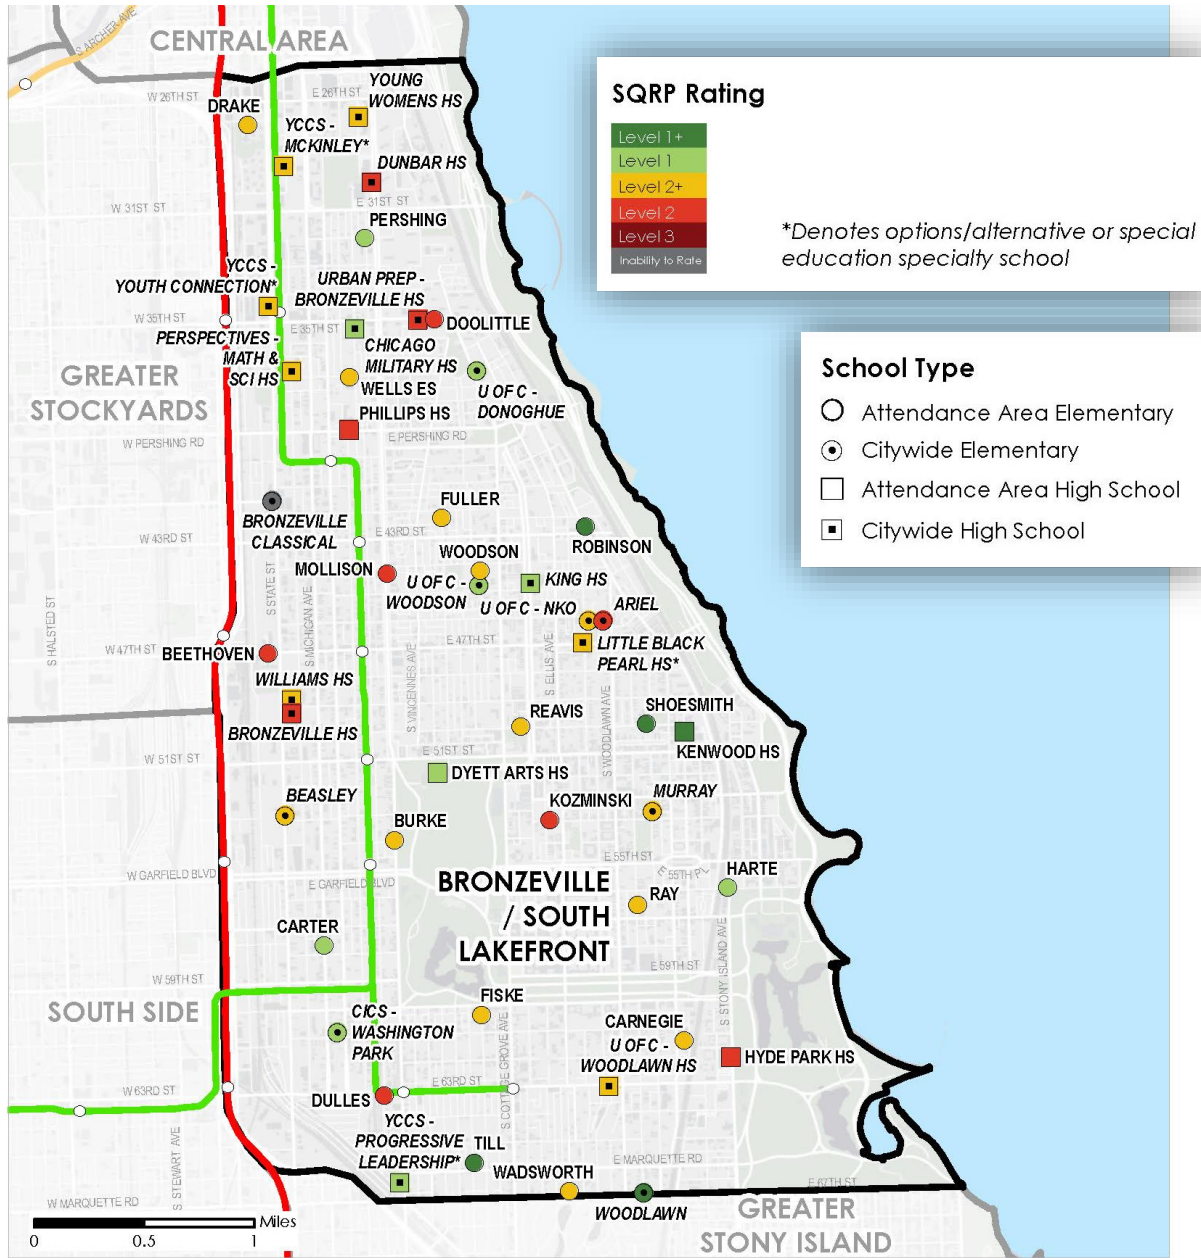 S ARCHER AVE
CENTRAL AREA
W 26TH ST
E 26TH ST
YOUNG
WOMENS HS
DRAKE
YCCS -
MCKINLEY*
DUNBAR HS
W 31ST ST
E 31ST ST
PERSHING
YCCS -
YOUTH CONNECTION*
URBAN PREP -
BRONZEVILLE HS
W 35TH ST
E 35TH ST
DOOLITTLE
PERSPECTIVES -
MATH &
SCI HS
CHICAGO
MILITARY HS
GREATER
STOCKYARDS
WELLS ES
U OF C -
DONOGHUE
PHILLIPS HS
W PERSHING RD
E PERSHING RD
BRONZEVILLE
CLASSICAL
FULLER
W 43RD ST
E 43RD ST
ROBINSON
MOLLISON
WOODSON
U OF C -
WOODSON
KING HS
U OF C - NKO
ARIEL
S HALSTED ST
S STATE ST
S MICHIGAN AVE
W 47TH ST
E 47TH ST
LITTLE BLACK
PEARL HS*
BEETHOVEN
WILLIAMS HS
BRONZEVILLE HS
S VINCENNES AVE
S ELLIS AVE
S WOODLAWN AVE
REAVIS
SHOESMITH
KENWOOD HS
W 51ST ST
E 51ST ST
DYETT ARTS HS
BEASLEY
KOZMINSKI
MURRAY
BURKE
E 55TH ST
E 55TH PL
W GARFIELD BLVD
E GARFIELD BLVD
HARTE
BRONZEVILLE
/ SOUTH
LAKEFRONT
RAY
CARTER
S STONY ISLAND AVE
W 59TH ST
E 59TH ST
SOUTH SIDE
FISKE
CICS -
WASHINGTON
PARK
S COTTAGE GROVE AVE
CARNEGIE
U OF C -
WOODLAWN HS
HYDE PARK HS
W 63RD ST
E 63RD ST
DULLES
YCCS -
PROGRESSIVE
LEADERSHIP*
TILL
S STEWART AVE
E MARQUETTE RD
WADSWORTH
E 67TH ST
W MARQUETTE RD
WOODLAWN
GREATER
STONY ISLAND
Miles
0 0.5 1
SQRP Rating
Level 1+
Level 1
Level 2+
Level 2
Level 3
Inability to Rate
*Denotes options/alternative or special
education specialty school
School Type
Attendance Area Elementary
Citywide Elementary
Attendance Area High School
Citywide High School